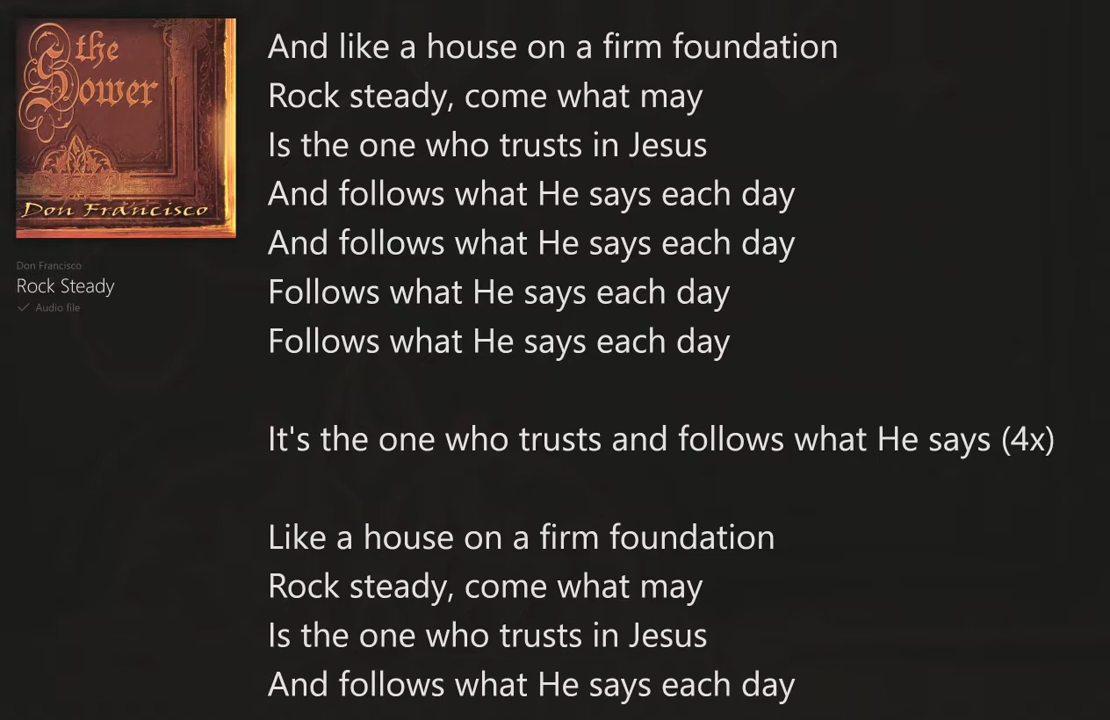 the
Sower
Don Francisco
Don Francisco
Rock Steady
Audio file
And like a house on a firm foundation
Rock steady, come what may
Is the one who trusts in Jesus
And follows what He says each day
And follows what He says each day
Follows what He says each day
Follows what He says each day
It's the one who trusts and follows what He says (4x)
Like a house on a firm foundation
Rock steady, come what may
Is the one who trusts in Jesus
And follows what He says each day